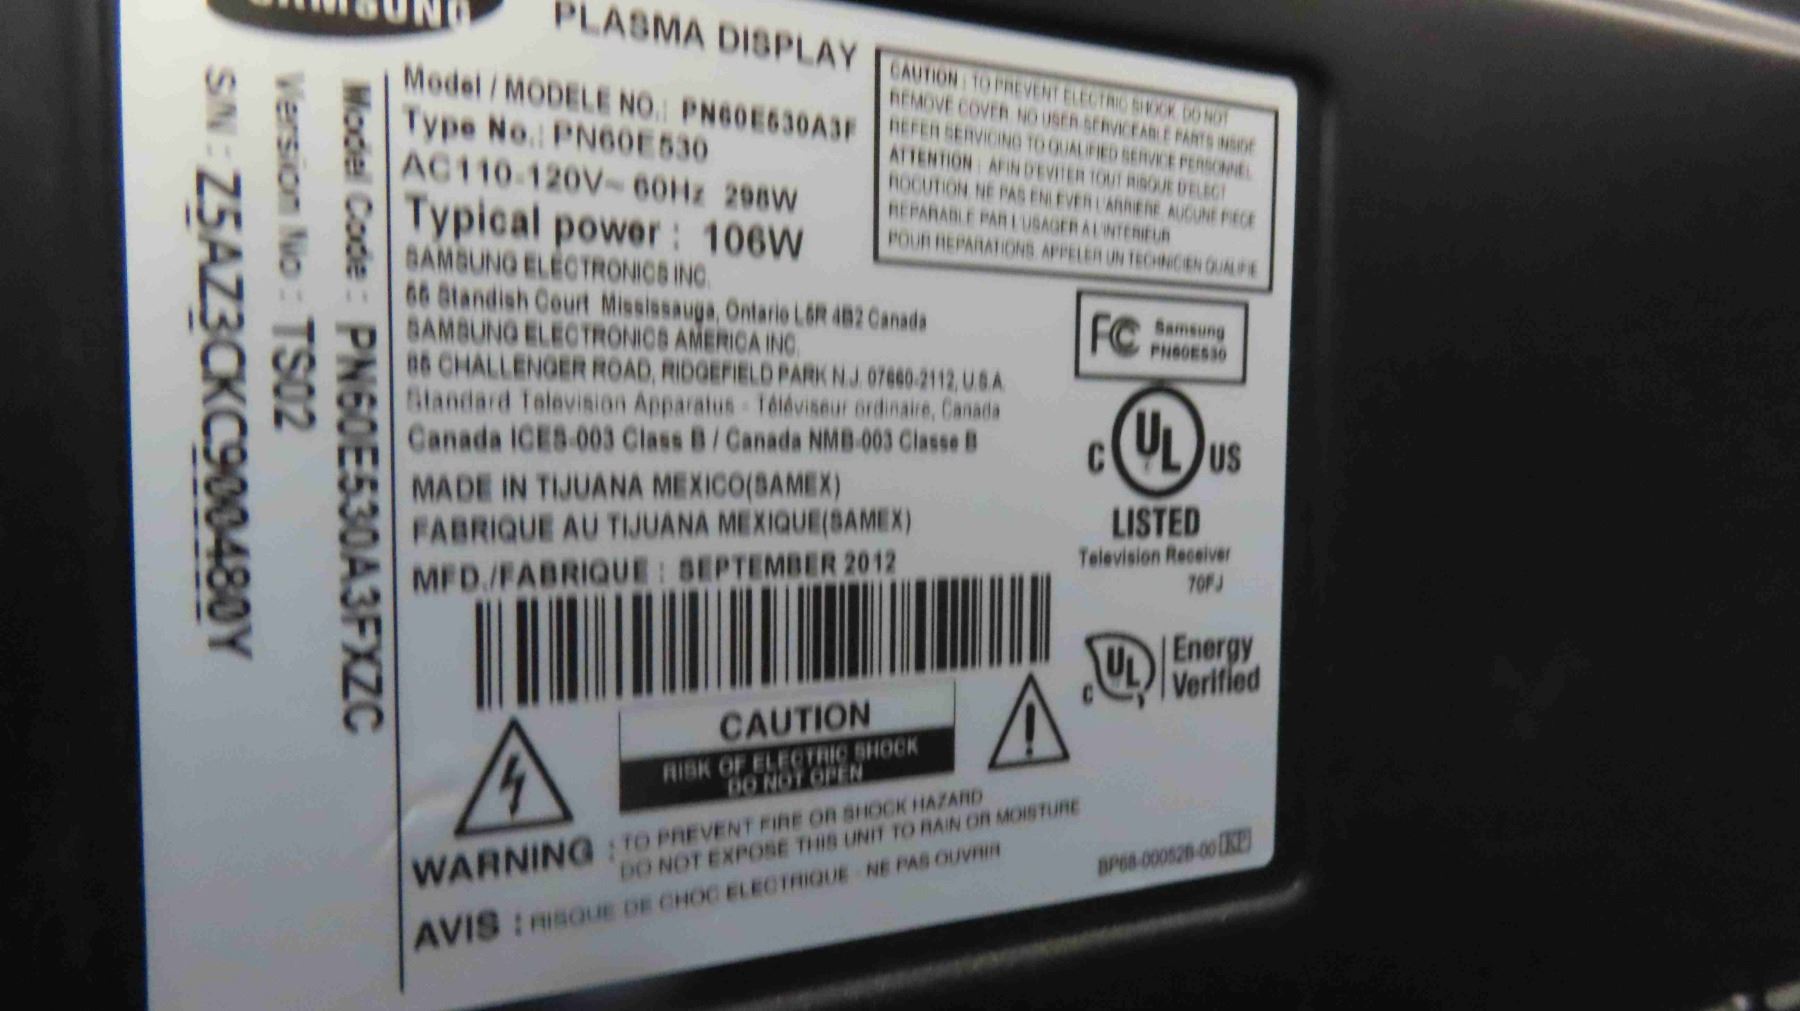 SAMSUNG
PLASMA DISPLAY
Model / MODELE NO.: PN60E530A3F
Type No.: PN60E530
AC110-120V~ 60Hz 298W
Typical power : 106W
SAMSUNG ELECTRONICS INC.
55 Standish Court Mississauga, Ontario L5R 4B2 Canada
SAMSUNG ELECTRONICS AMERICA INC.
85 CHALLENGER ROAD, RIDGEFIELD PARK N.J. 07660-2112, U.S.A.
Standard Television Apparatus - Téléviseur ordinaire, Canada
Canada ICES-003 Class B / Canada NMB-003 Classe B
MADE IN TIJUANA MEXICO(SAMEX)
FABRIQUE AU TIJUANA MEXIQUE(SAMEX)
MFD./FABRIQUE : SEPTEMBER 2012
CAUTION : TO PREVENT ELECTRIC SHOCK, DO NOT
REMOVE COVER. NO USER-SERVICEABLE PARTS INSIDE
REFER SERVICING TO QUALIFIED SERVICE PERSONNEL.
ATTENTION : AFIN D'EVITER TOUT RISQUE D'ELECT
ROCUTION, NE PAS ENLEVER L'ARRIERE, AUCUNE PIECE
REPARABLE PAR L'USAGER A L'INTERIEUR
POUR REPARATIONS, APPELER UN TECHNICIEN QUALIFIE
FC Samsung
PN60E530
C UL US
LISTED
Television Receiver
70FJ
C UL Energy
Verified
CAUTION
RISK OF ELECTRIC SHOCK
DO NOT OPEN
WARNING : TO PREVENT FIRE OR SHOCK HAZARD
DO NOT EXPOSE THIS UNIT TO RAIN OR MOISTURE
AVIS : RISQUE DE CHOC ELECTRIQUE - NE PAS OUVRIR
BP68-00052B-00
Model Code : PN60E530A3FXZC
Version No : TS02
S/N : Z5AZ3CKC900480Y